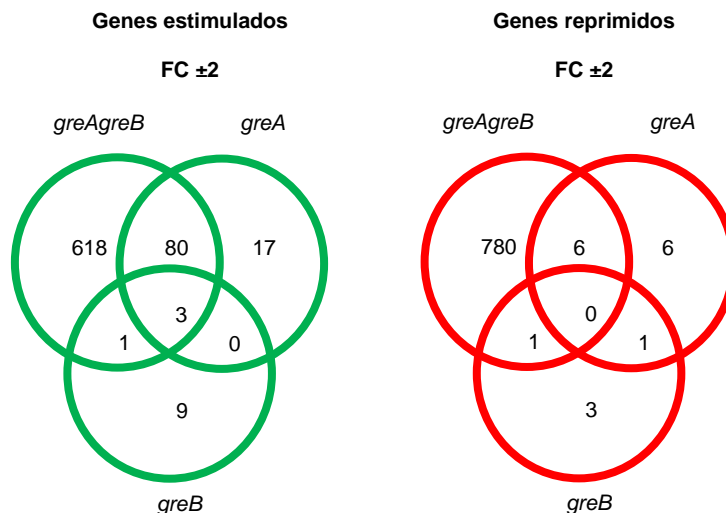 Genes estimulados
FC ±2
greAgreB
greA
618
80
17
3
1
0
9
greB
Genes reprimidos
FC ±2
greAgreB
greA
780
6
6
0
1
1
3
greB